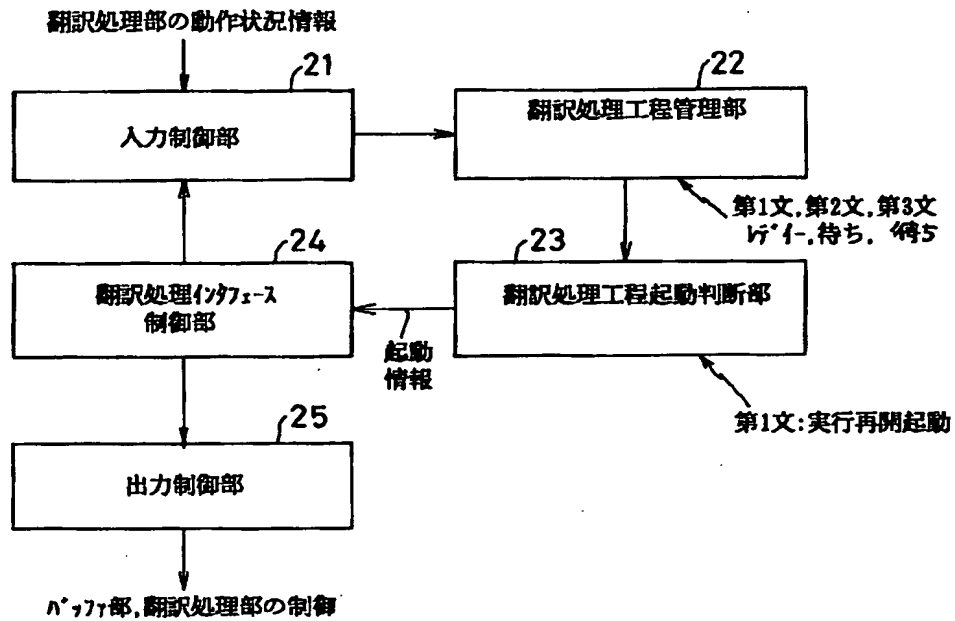 翻訳処理部の動作状況情報
21
入力制御部
22
翻訳処理工程管理部
第1文,第2文,第3文
ﾚﾃﾞｨｰ,待ち, 待ち
24
翻訳処理ｲﾝﾀﾌｪｰｽ
制御部
23
翻訳処理工程起動判断部
起動
情報
第1文:実行再開起動
25
出力制御部
ﾊﾞｯﾌｧ部,翻訳処理部の制御